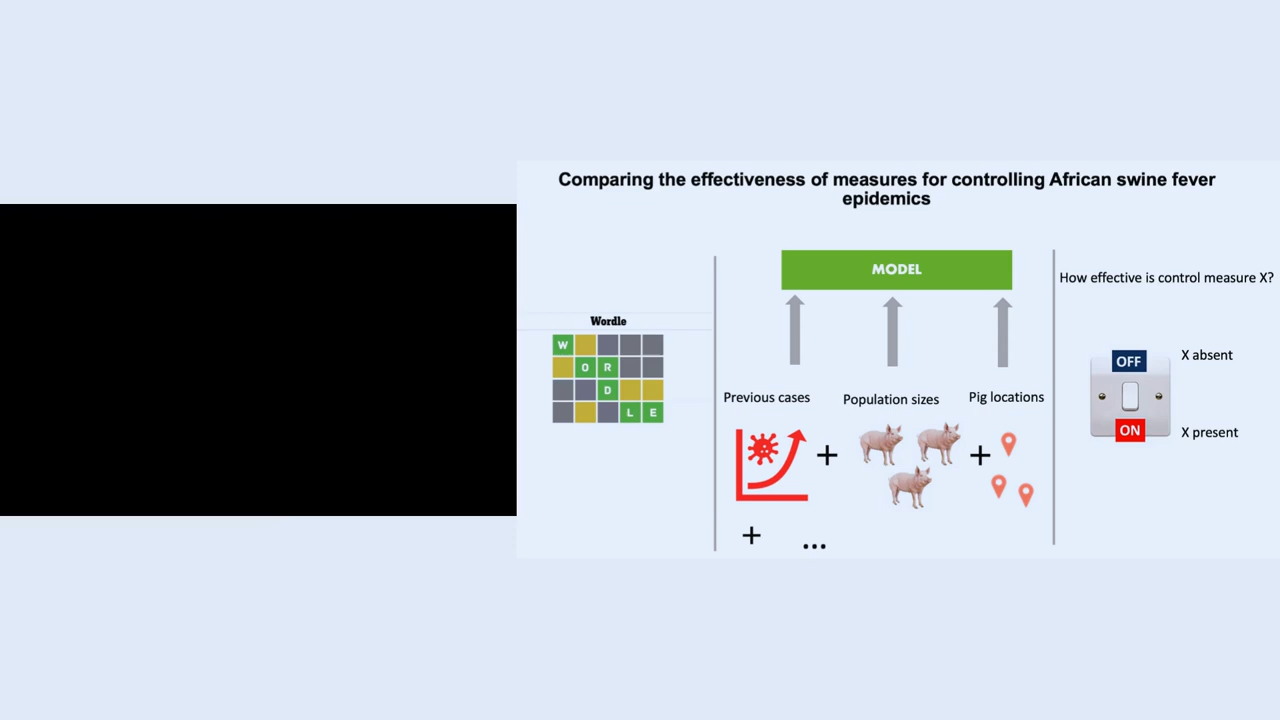 Comparing the effectiveness of measures for controlling African swine fever
epidemics
Wordle
W
O R
D
L E
MODEL
Previous cases
Population sizes
Pig locations
+
+
+ ...
How effective is control measure X?
OFF
X absent
ON
X present